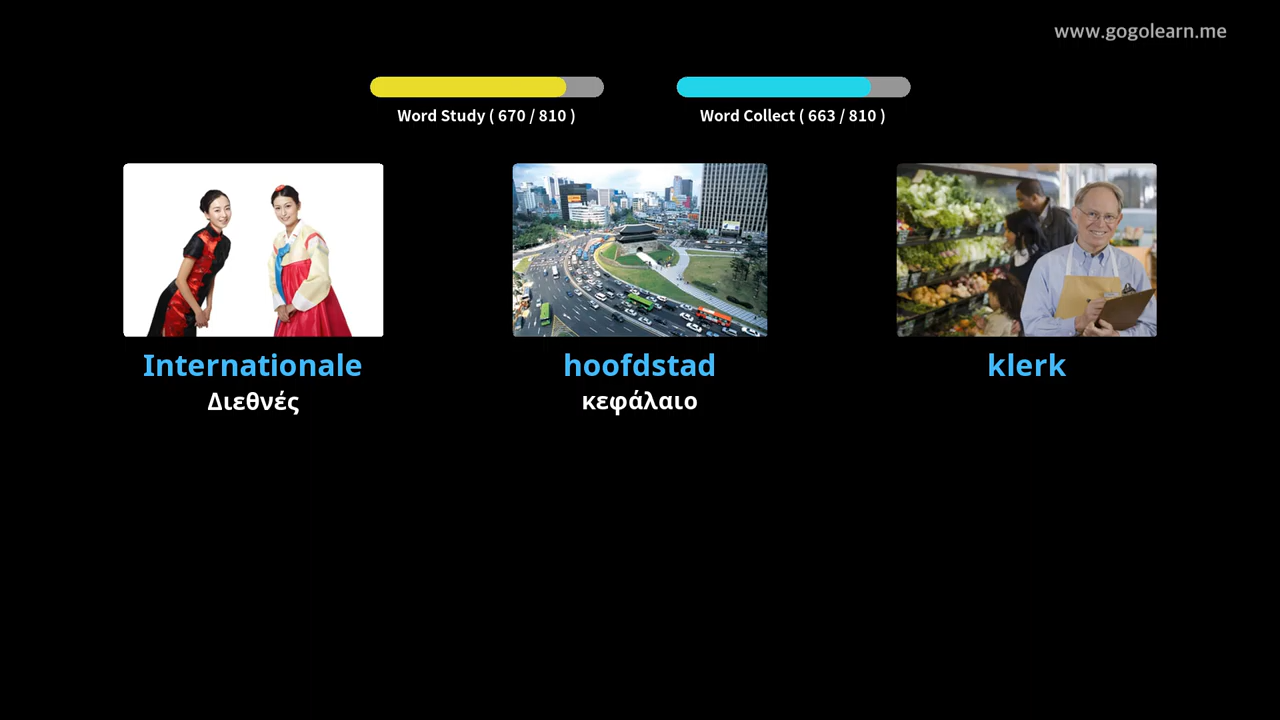 www.gogolearn.me
Word Study ( 670 / 810 )
Word Collect ( 663 / 810 )
Internationale
Διεθνές
hoofdstad
κεφάλαιο
klerk